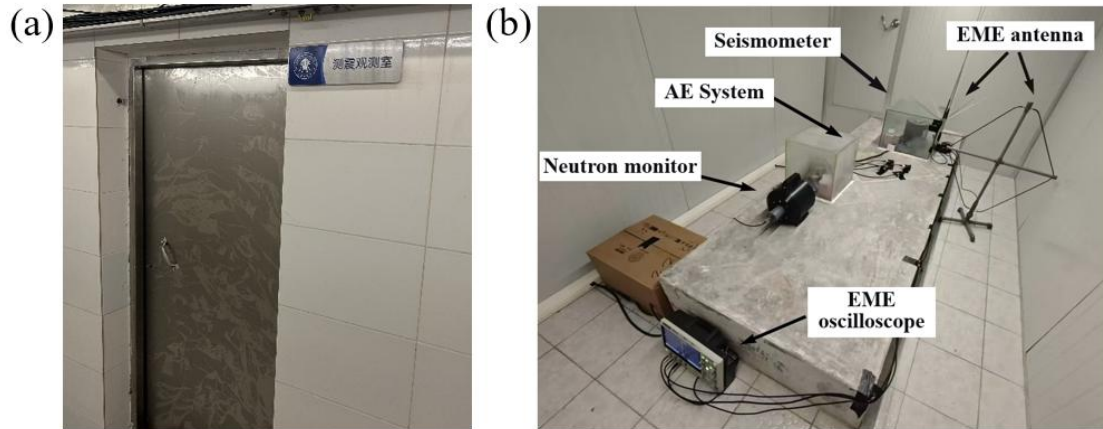 (a)
测震观测室
(b)
Seismometer
EME antenna
AE System
Neutron monitor
EME
oscilloscope